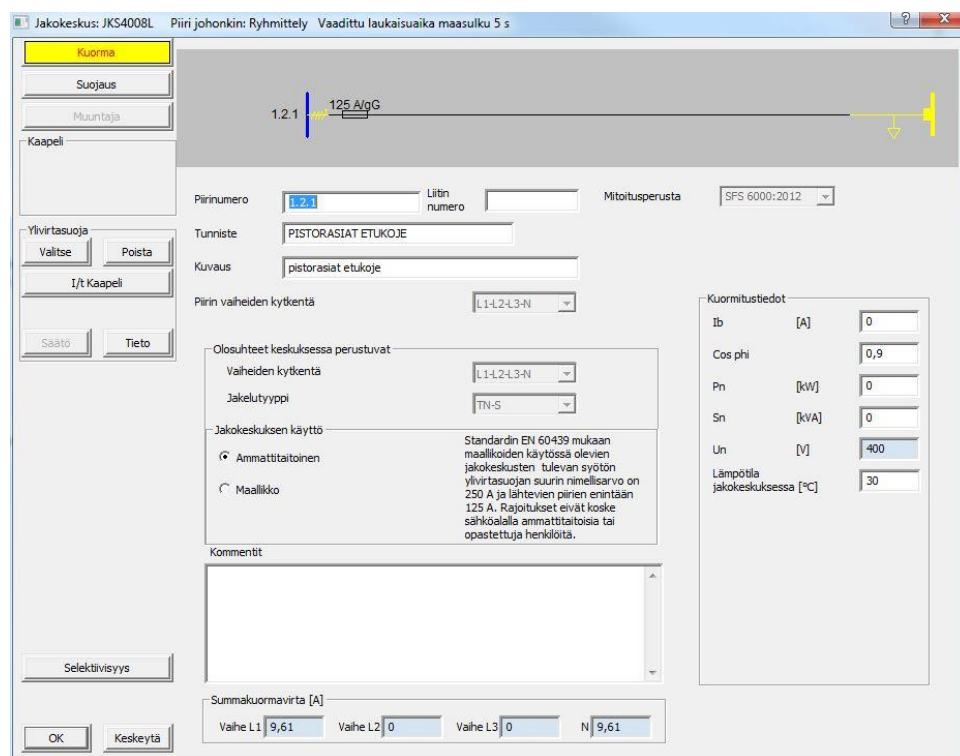 Jakokeskus: JKS4008L Piiri johonkin: Ryhmittely Vaadittu laukaisuaika maasulku 5 s
Kuorma
Suojaus
Muuntaja
Kaapeli
Ylivirtasuoja
Valitse Poista
I/t Kaapeli
Säätö Tieto
Selektiivisyys
OK Keskeytä
1.2.1 125 A/gG
Piirinumero 1.2.1 Liitin numero Mitoitusperusta SFS 6000:2012
Tunniste PISTORASIAT ETUKOJE
Kuvaus pistorasiat etukoje
Piirin vaiheiden kytkentä L1-L2-L3-N
Olosuhteet keskuksessa perustuvat
Vaiheiden kytkentä L1-L2-L3-N
Jakelutyyppi TN-S
Jakokeskuksen käyttö
Ammattitaitoinen
Maallikko
Standardin EN 60439 mukaan
maallikoiden käytössä olevien
jakokeskusten tulevan syötön
ylivirtasuojan suurin nimellisarvo on
250 A ja lähtevien piirien enintään
125 A. Rajoitukset eivät koske
sähköalalla ammattitaitoisia tai
opastettuja henkilöitä.
Kommentit
Summakuormavirta [A]
Vaihe L1 9,61 Vaihe L2 0 Vaihe L3 0 N 9,61
Kuormitustiedot
Ib [A] 0
Cos phi 0,9
Pn [kW] 0
Sn [kVA] 0
Un [V] 400
Lämpötila
jakokeskuksessa [°C] 30